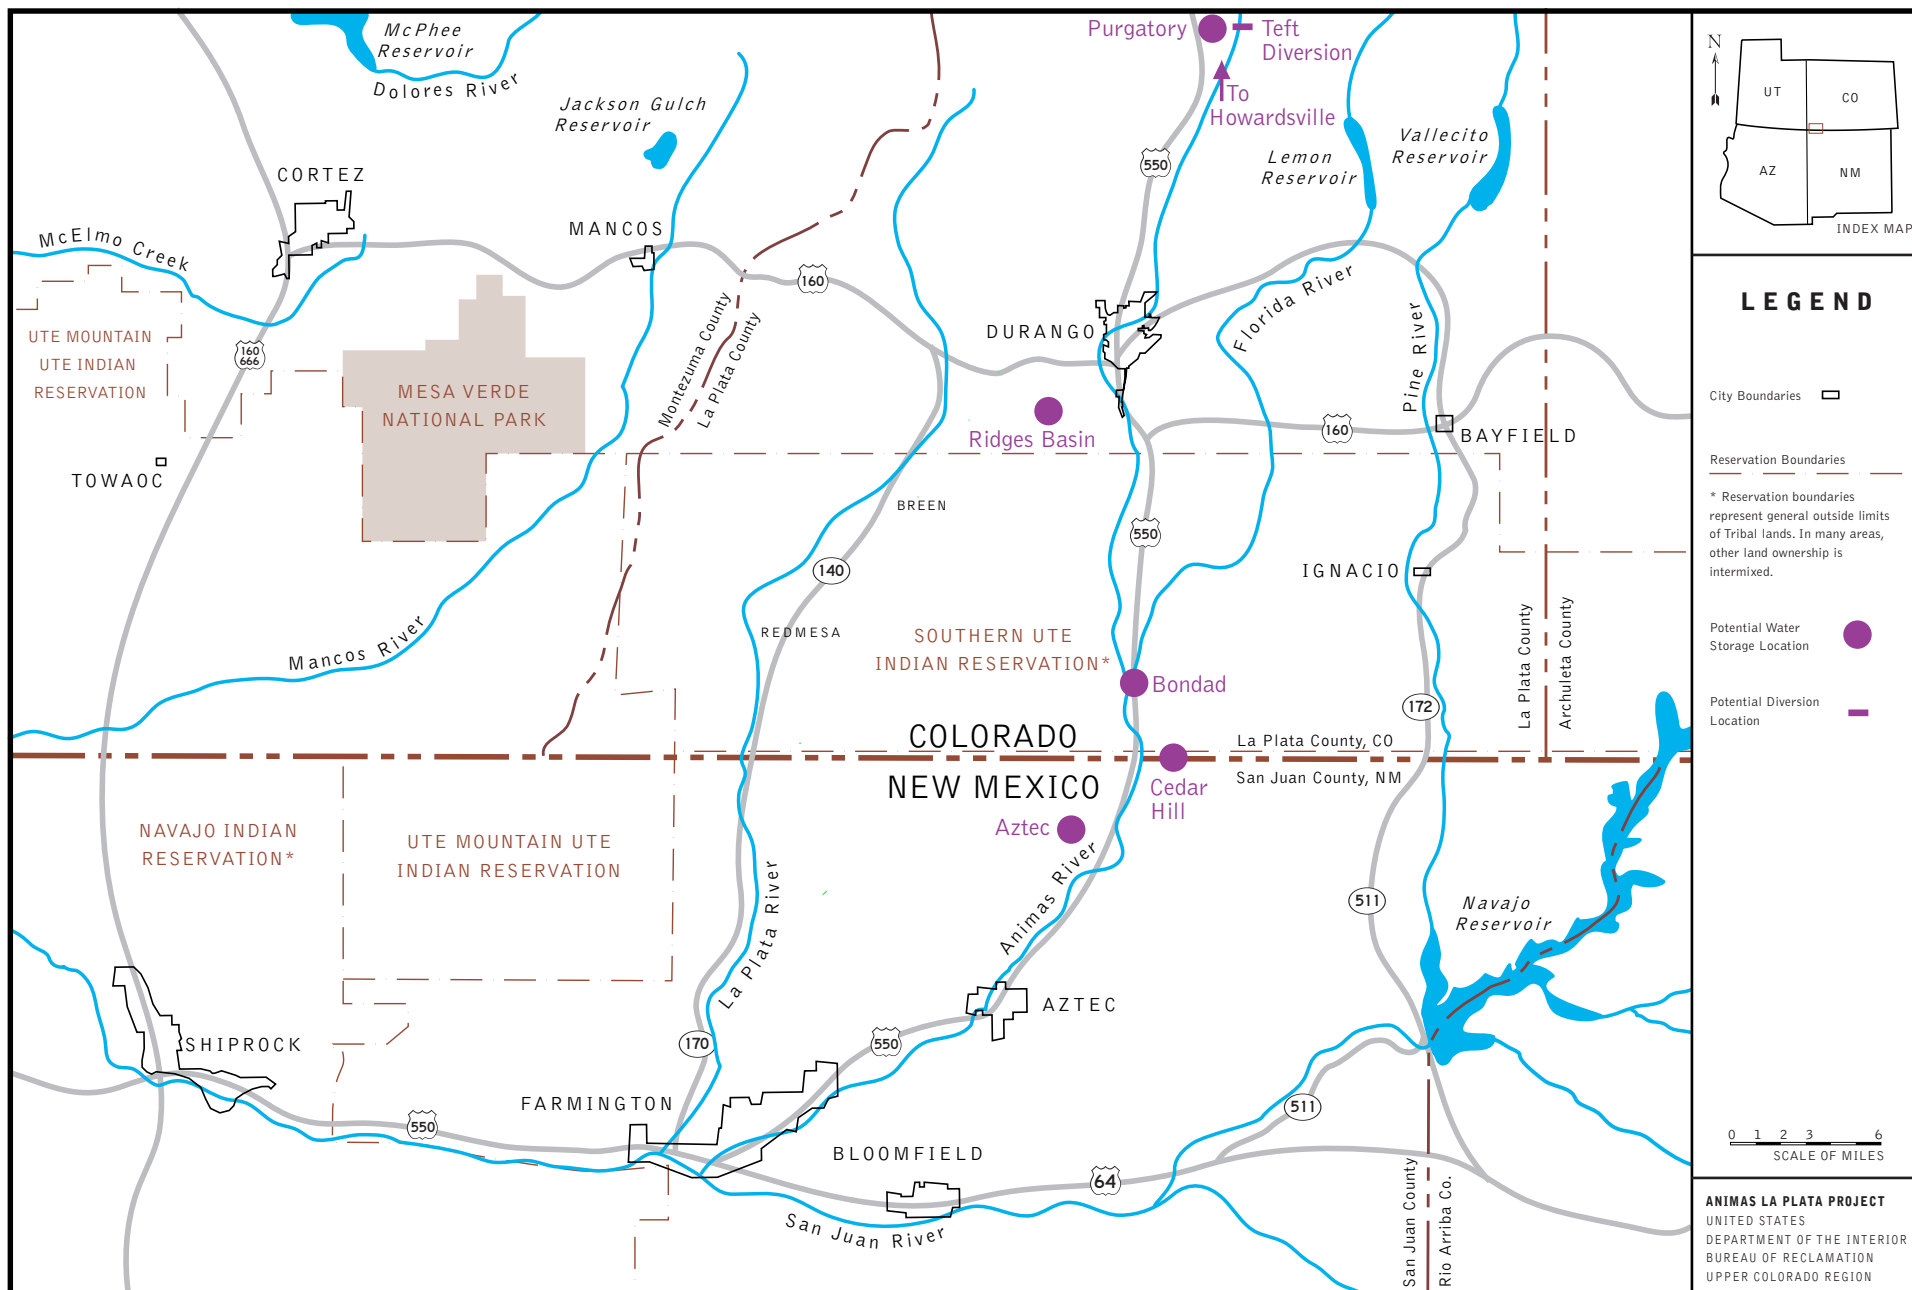 McPhee
Reservoir
Dolores River
Jackson Gulch
Reservoir
Purgatory
Teft
Diversion
To
Howardsville
550
Lemon
Reservoir
Vallecito
Reservoir
CORTEZ
MANCOS
McElmo Creek
160
UTE MOUNTAIN
UTE INDIAN
RESERVATION
160
666
MESA VERDE
NATIONAL PARK
Montezuma County
La Plata County
DURANGO
Florida River
Pine River
Ridges Basin
160
BAYFIELD
TOWAOC
BREEN
550
140
IGNACIO
REDMESA
SOUTHERN UTE
INDIAN RESERVATION*
Mancos River
Bondad
172
La Plata County
Archuleta County
COLORADO
La Plata County, CO
NEW MEXICO
San Juan County, NM
Cedar
Hill
Aztec
NAVAJO INDIAN
RESERVATION*
UTE MOUNTAIN UTE
INDIAN RESERVATION
La Plata River
Animas River
511
Navajo
Reservoir
AZTEC
SHIPROCK
170
550
FARMINGTON
550
511
BLOOMFIELD
64
San Juan River
San Juan County
Rio Arriba Co.
N
UT
CO
AZ
NM
INDEX MAP
LEGEND
City Boundaries
Reservation Boundaries
* Reservation boundaries
represent general outside limits
of Tribal lands. In many areas,
other land ownership is
intermixed.
Potential Water
Storage Location
Potential Diversion
Location
0 1 2 3 6
SCALE OF MILES
ANIMAS LA PLATA PROJECT
UNITED STATES
DEPARTMENT OF THE INTERIOR
BUREAU OF RECLAMATION
UPPER COLORADO REGION